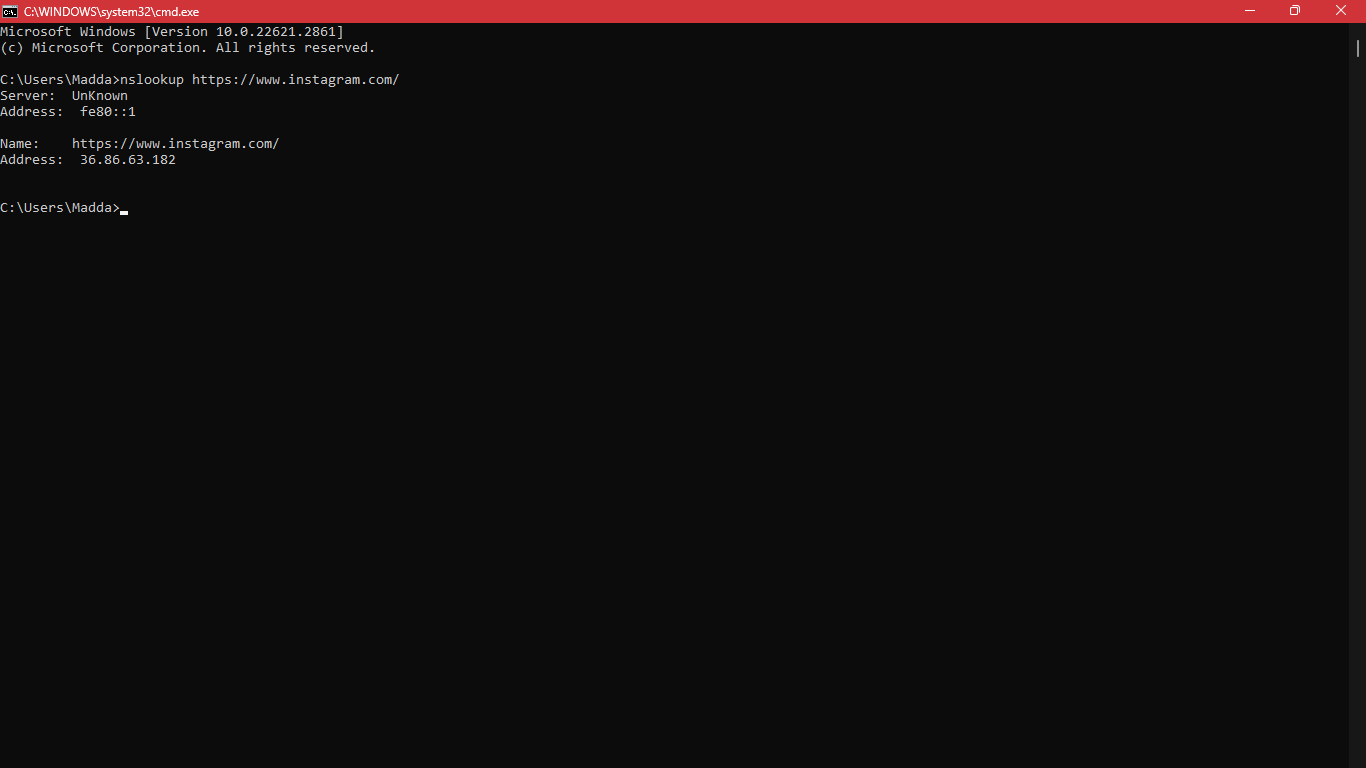 C:\WINDOWS\system32\cmd.exe
Microsoft Windows [Version 10.0.22621.2861]
(c) Microsoft Corporation. All rights reserved.
C:\Users\Madda>nslookup https://www.instagram.com/
Server:  UnKnown
Address:  fe80::1
Name:    https://www.instagram.com/
Address:  36.86.63.182
C:\Users\Madda>